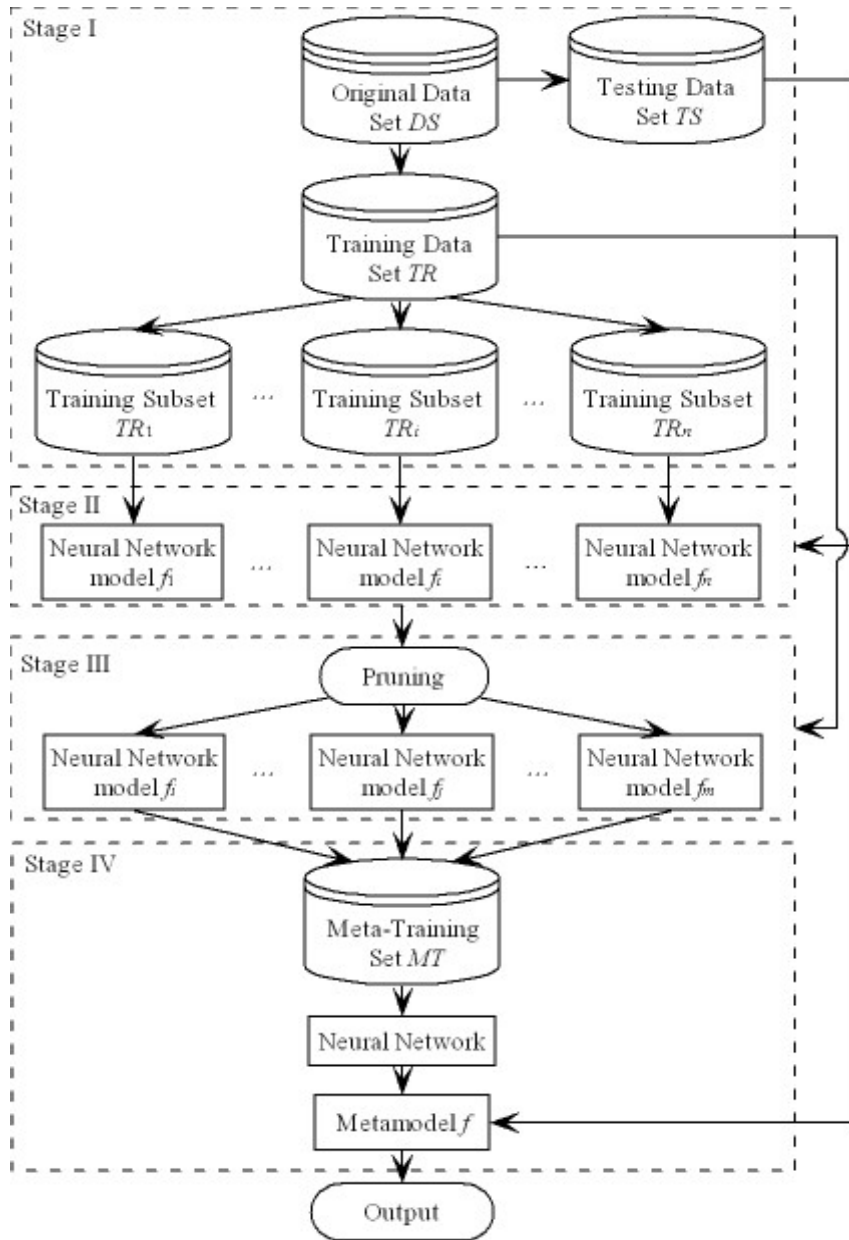 Stage I
Original Data
Set DS
Testing Data
Set TS
Training Data
Set TR
Training Subset
TR1
...
Training Subset
TRi
...
Training Subset
TRn
Stage II
Neural Network
model f1
...
Neural Network
model fi
...
Neural Network
model fn
Stage III
Pruning
Neural Network
model fi
...
Neural Network
model fj
...
Neural Network
model fm
Stage IV
Meta-Training
Set MT
Neural Network
Metamodel f
Output